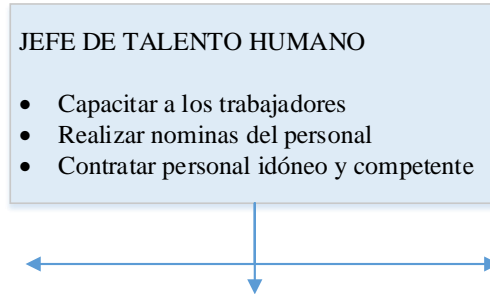 JEFE DE TALENTO HUMANO
• Capacitar a los trabajadores
• Realizar nominas del personal
• Contratar personal idóneo y competente